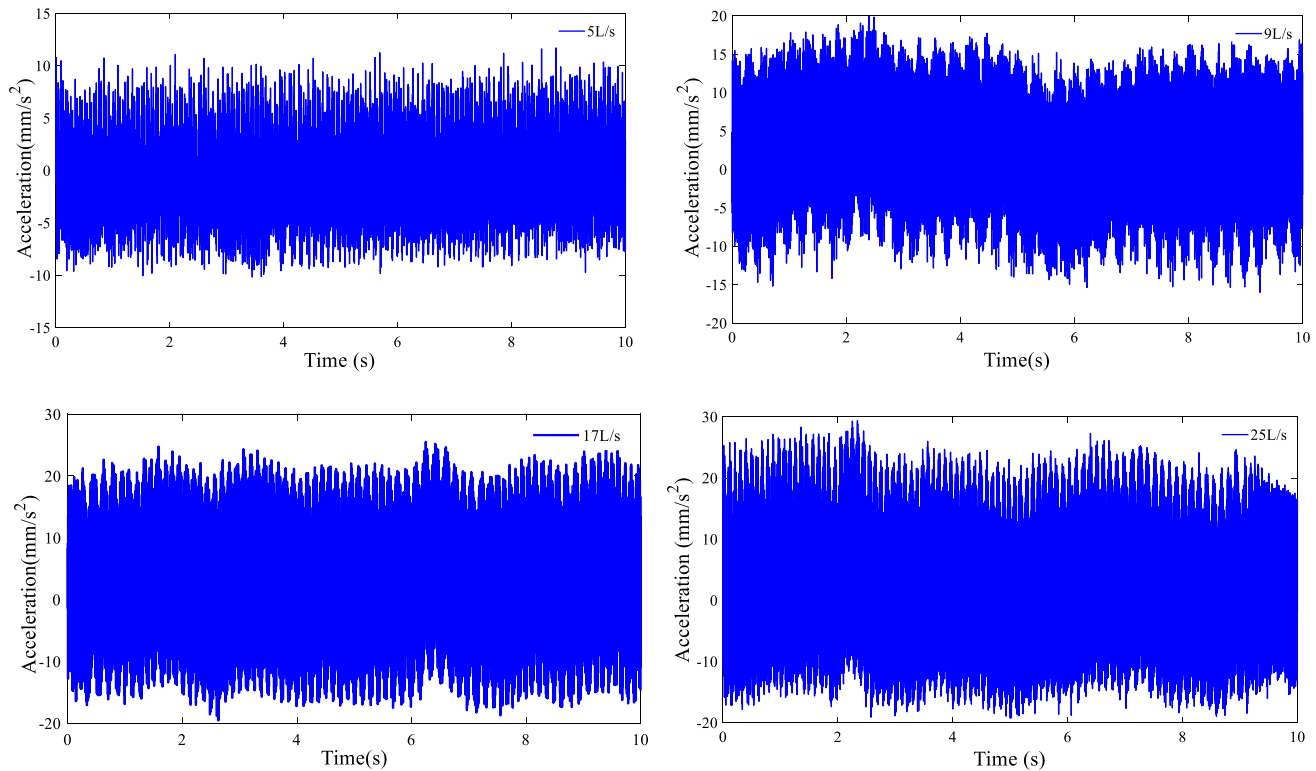 15
10
5
0
-5
-10
-15
0 2 4 6 8 10
Acceleration(mm/s²)
Time (s)
5L/s
20
15
10
5
0
-5
-10
-15
-20
0 2 4 6 8 10
Acceleration(mm/s²)
Time(s)
9L/s
30
20
10
0
-10
-20
0 2 4 6 8 10
Acceleration(mm/s²)
Time(s)
17L/s
30
20
10
0
-10
-20
0 2 4 6 8 10
Acceleration (mm/s²)
Time (s)
25L/s